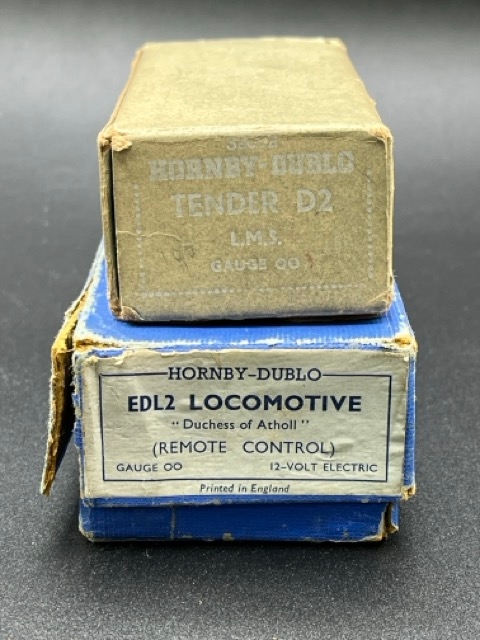 HORNBY-DUBLO
TENDER D2
L.M.S.
GAUGE OO
HORNBY-DUBLO
EDL2 LOCOMOTIVE
"Duchess of Atholl"
(REMOTE CONTROL)
GAUGE OO 12-VOLT ELECTRIC
Printed in England